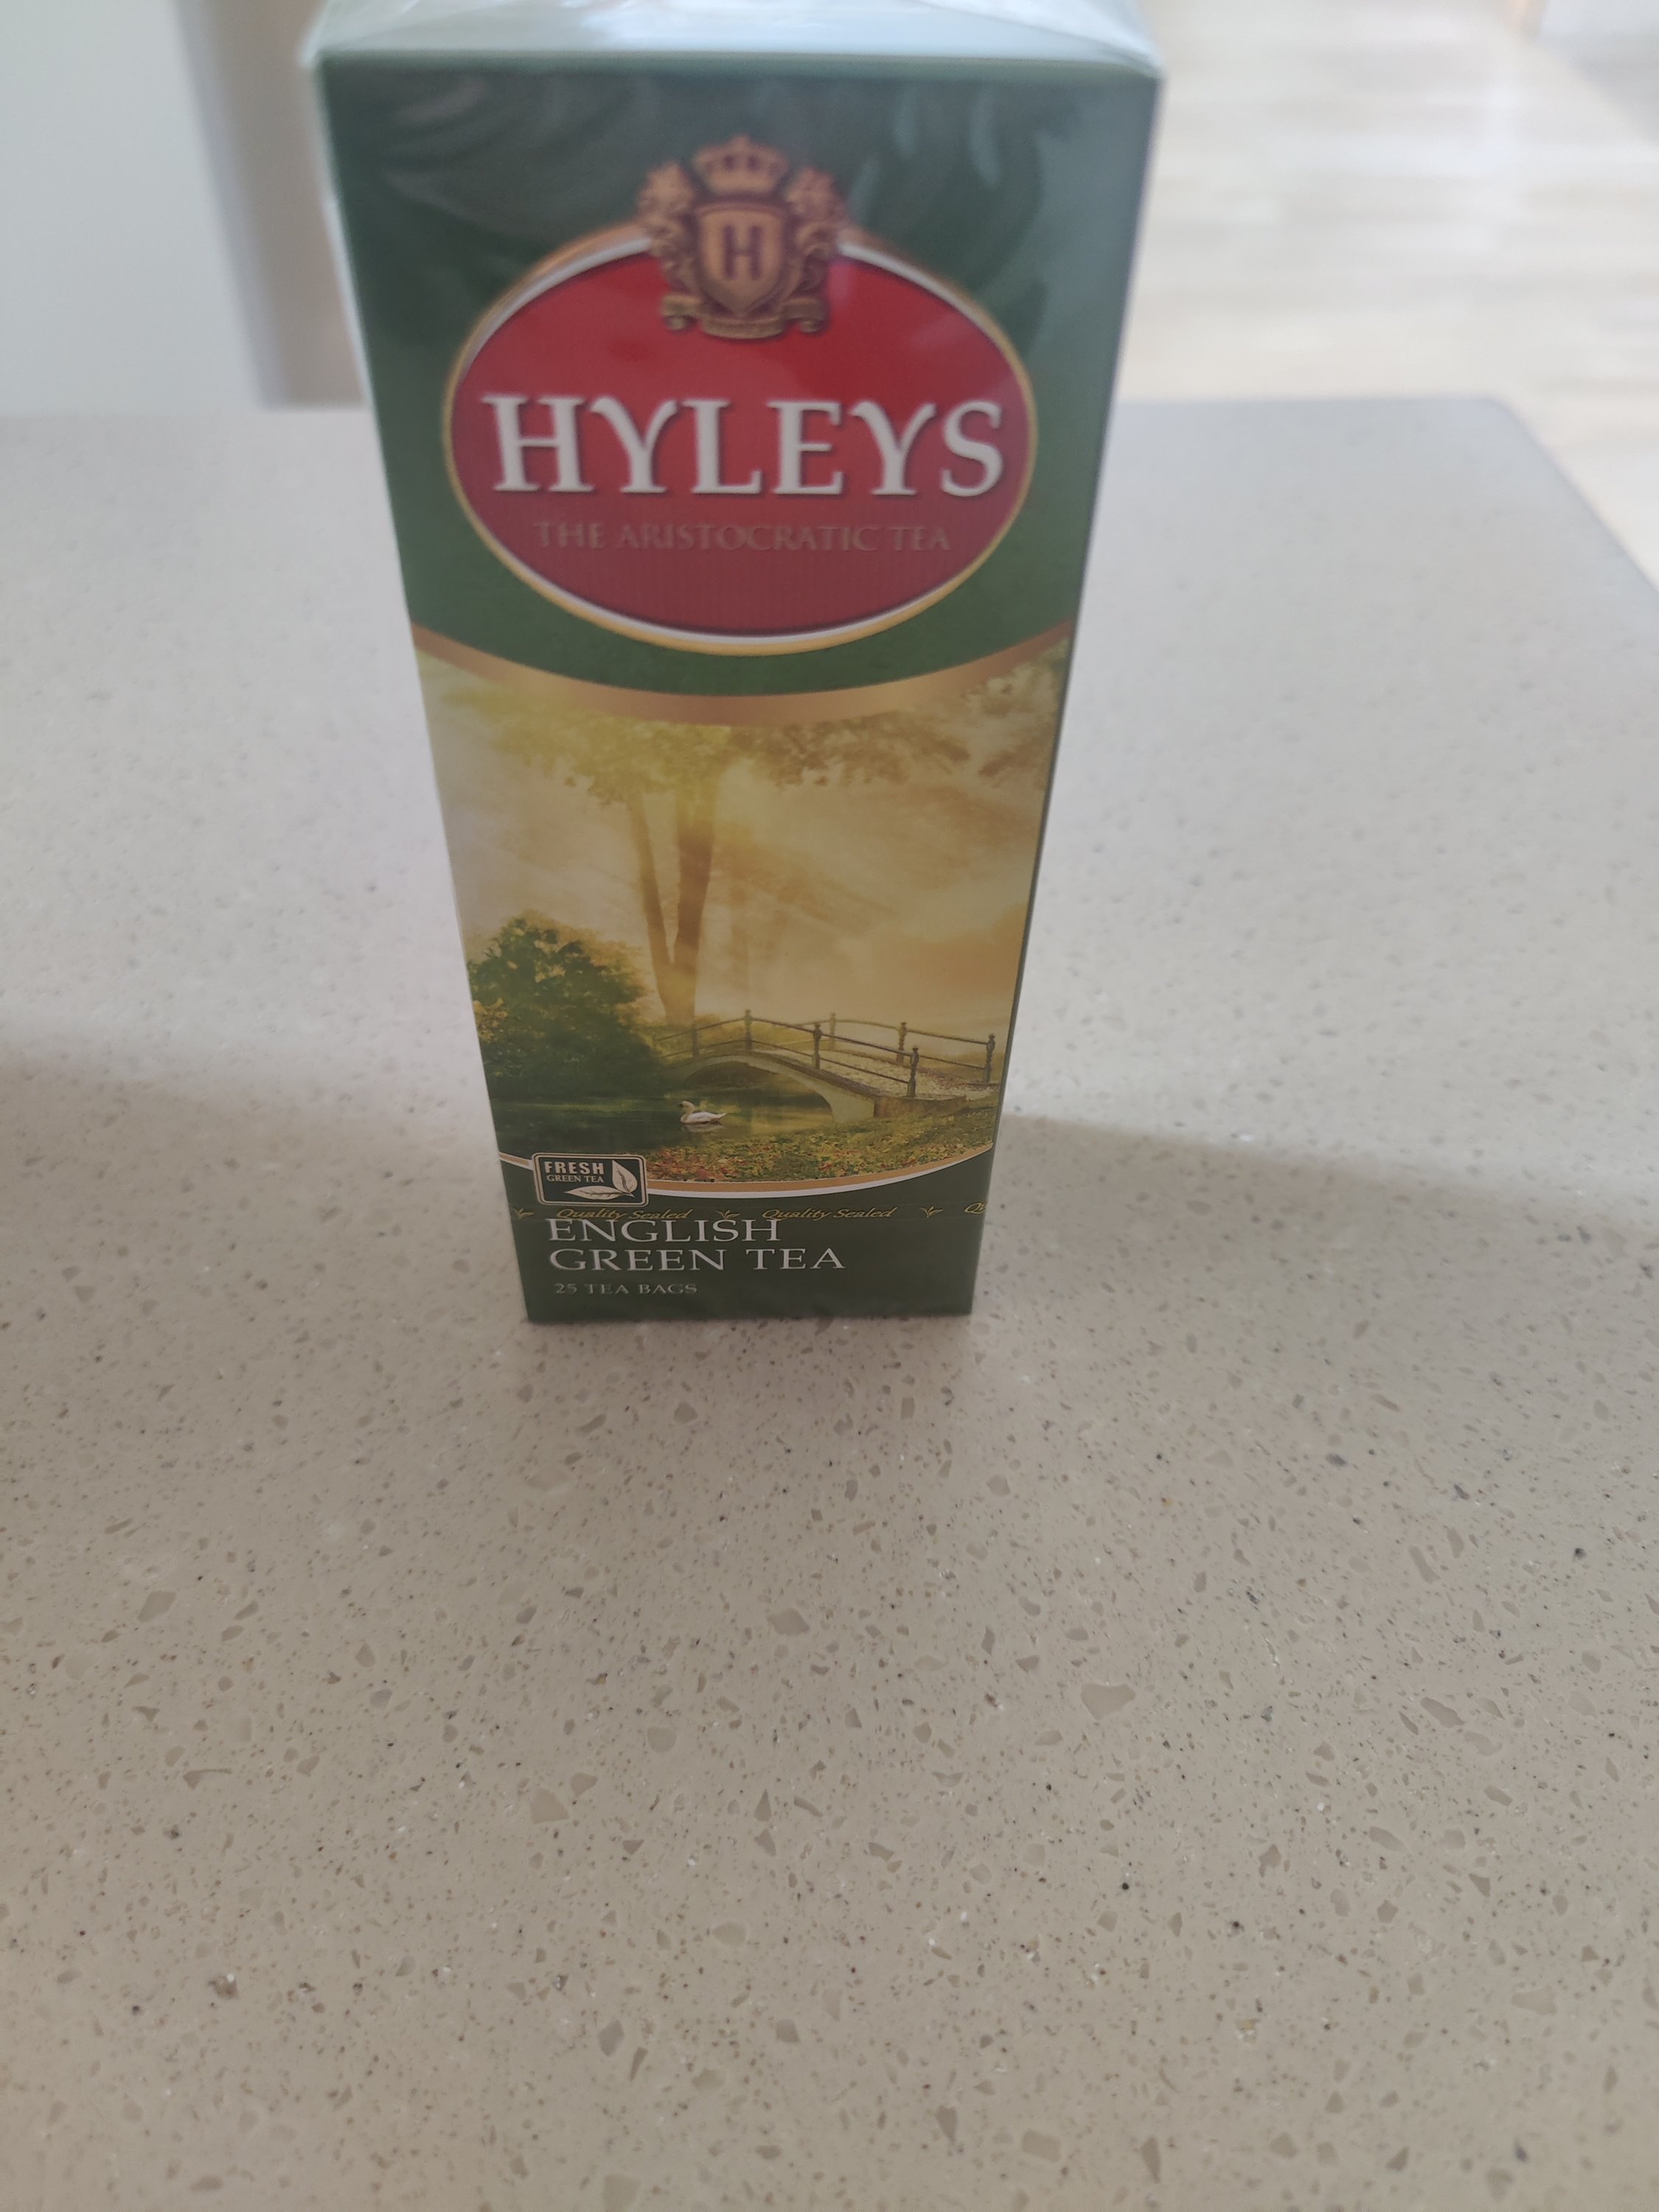 H
HYLEYS
THE ARISTOCRATIC TEA
FRESH
GREEN TEA
Quality Sealed Quality Sealed
ENGLISH
GREEN TEA
25 TEA BAGS